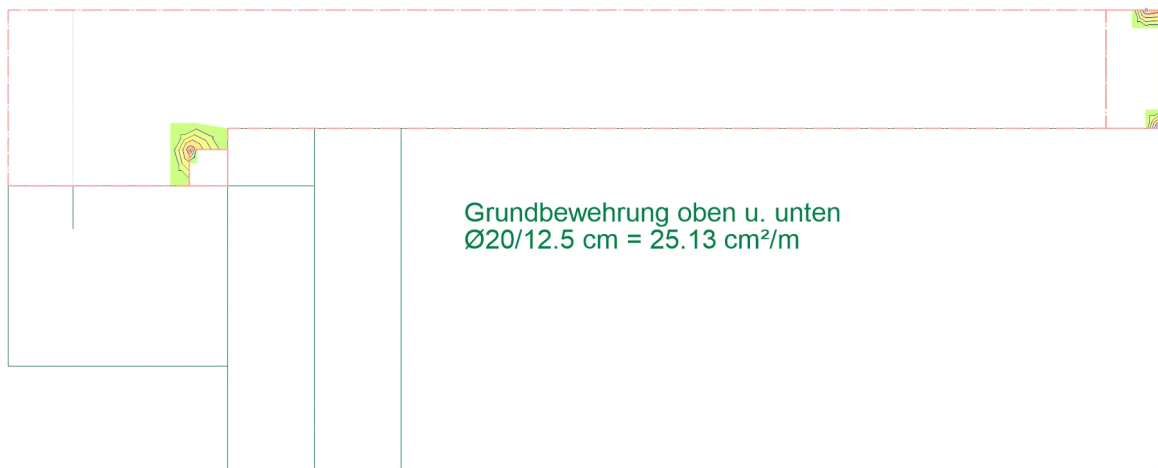 Grundbewehrung oben u. unten
Ø20/12.5 cm = 25.13 cm²/m